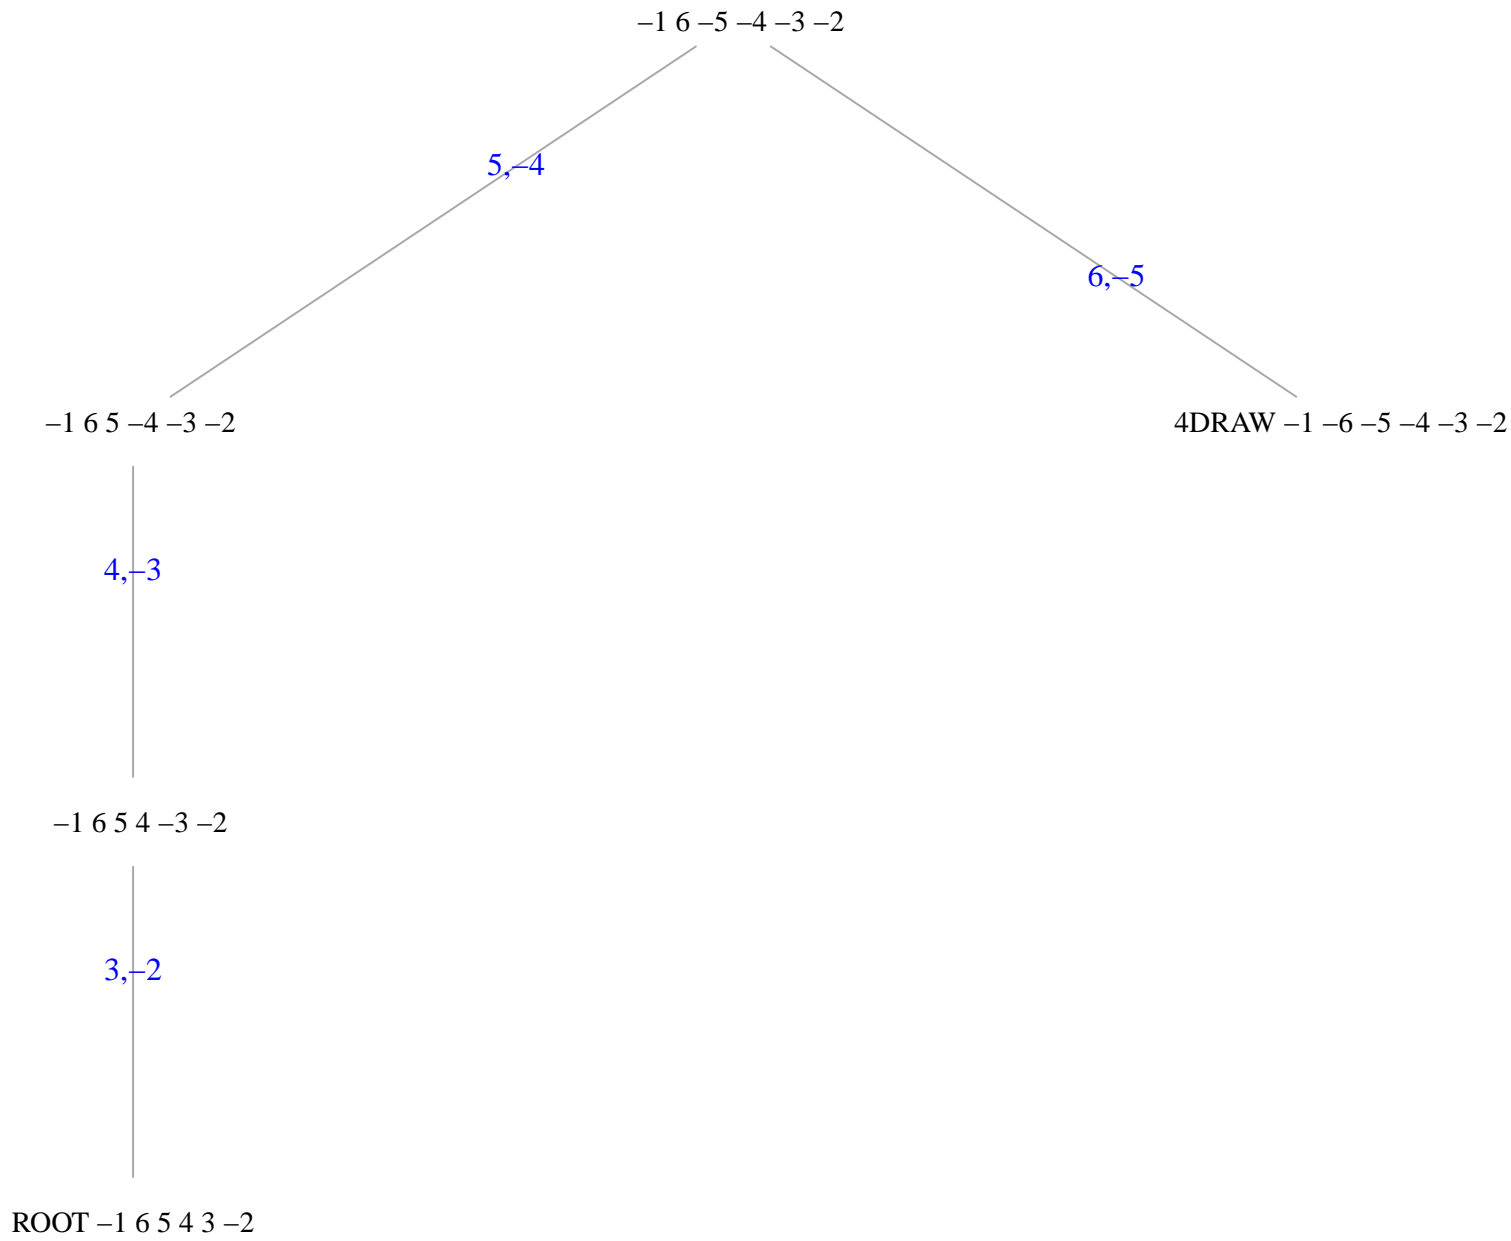 –1 6 –5 –4 –3 –2
5,–4
6,–5
–1 6 5 –4 –3 –2
4DRAW –1 –6 –5 –4 –3 –2
4,–3
–1 6 5 4 –3 –2
3,–2
ROOT –1 6 5 4 3 –2